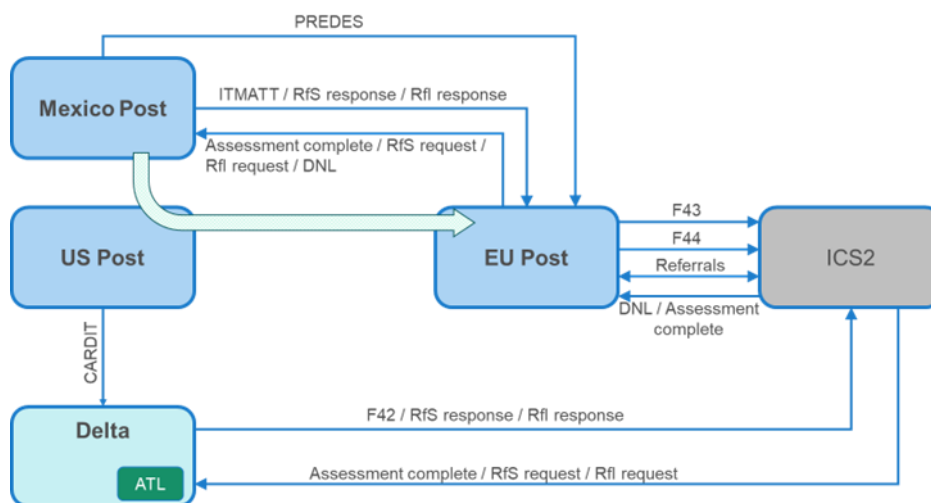 PREDES
Mexico Post
ITMATT / RfS response / RfI response
Assessment complete / RfS request /
RfI request / DNL
US Post
EU Post
F43
F44
Referrals
ICS2
DNL / Assessment
complete
CARDIT
Delta
F42 / RfS response / RfI response
ATL
Assessment complete / RfS request / RfI request